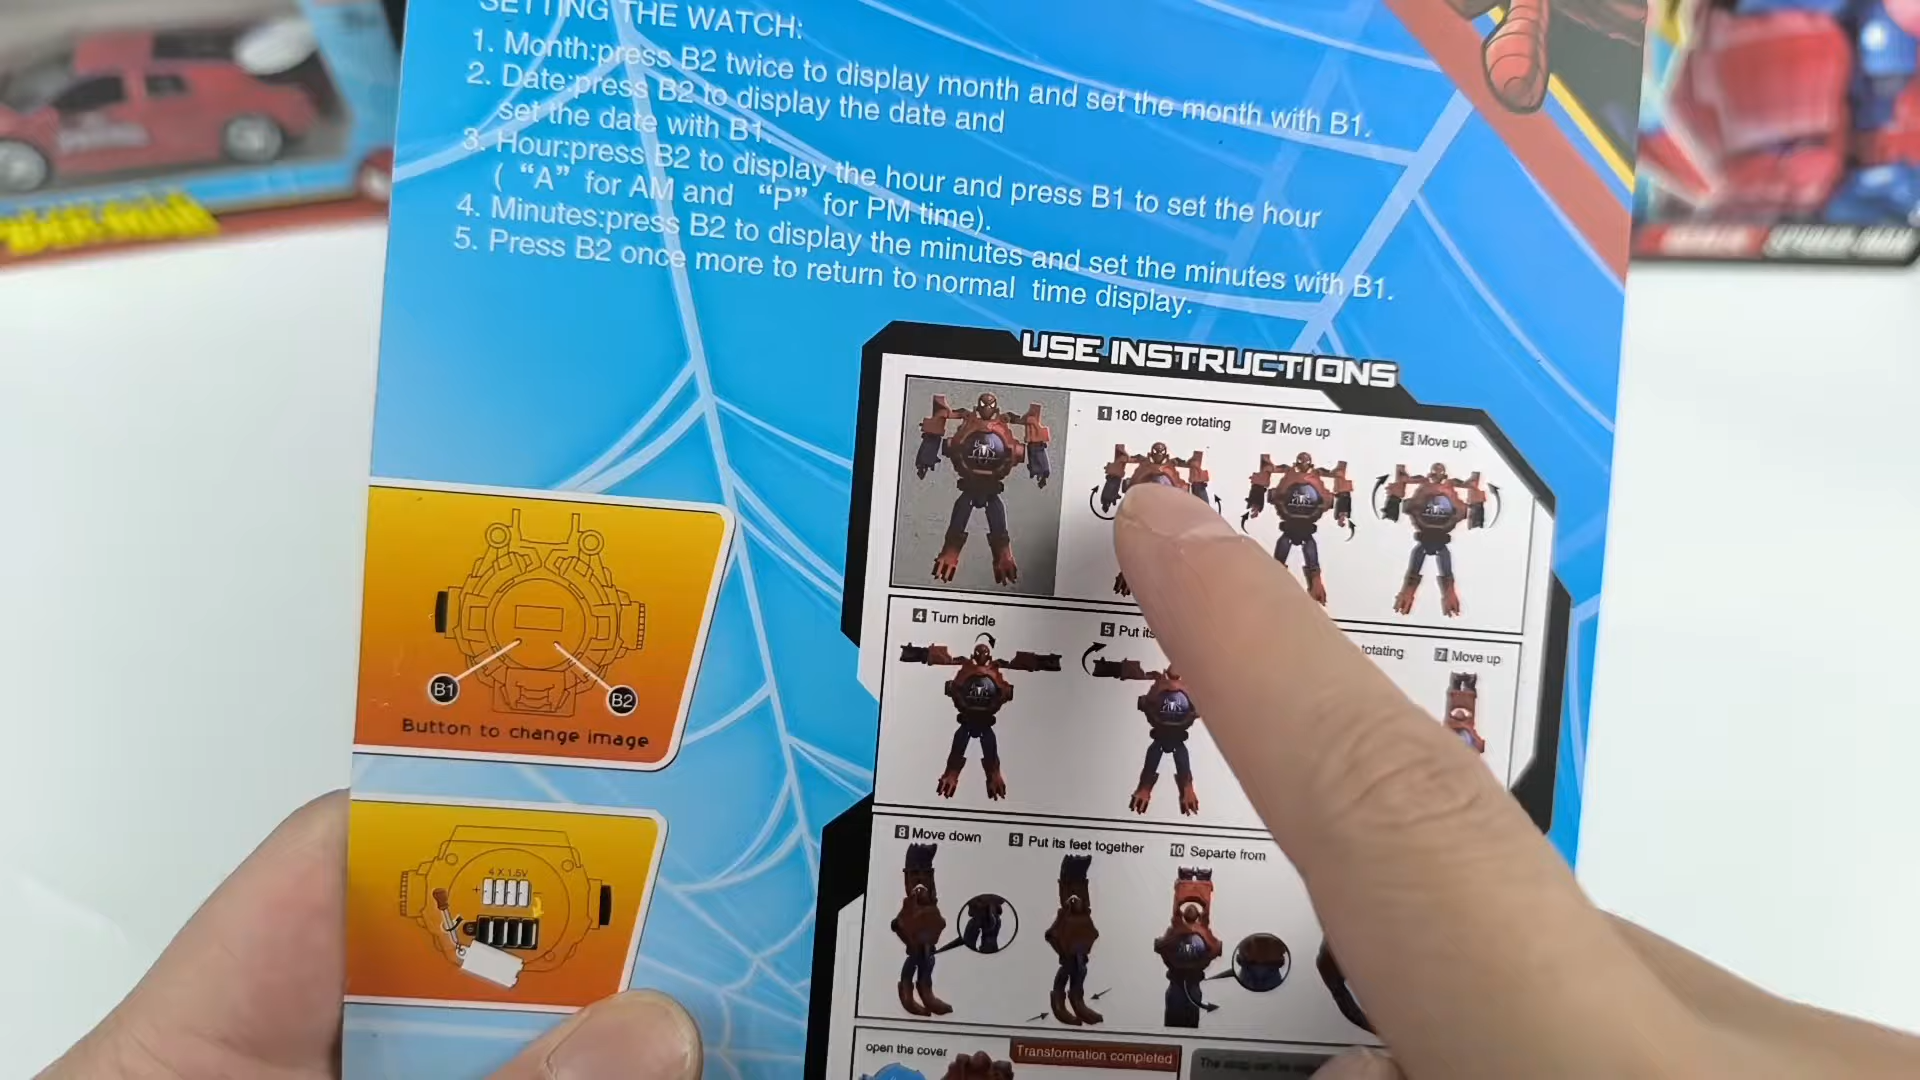 SETTING THE WATCH:
1. Month:press B2 twice to display month and set the month with B1.
2. Date:press B2 to display the date and
set the date with B1.
3. Hour:press B2 to display the hour and press B1 to set the hour
( “A” for AM and “P” for PM time).
4. Minutes:press B2 to display the minutes and set the minutes with B1.
5. Press B2 once more to return to normal time display.
USE INSTRUCTIONS
1 180 degree rotating
2 Move up
3 Move up
4 Turn bridle
5 Put its
rotating
7 Move up
B1
B2
Button to change image
8 Move down
9 Put its feet together
10 Separte from
4 X 1.5V
open the cover
Transformation completed